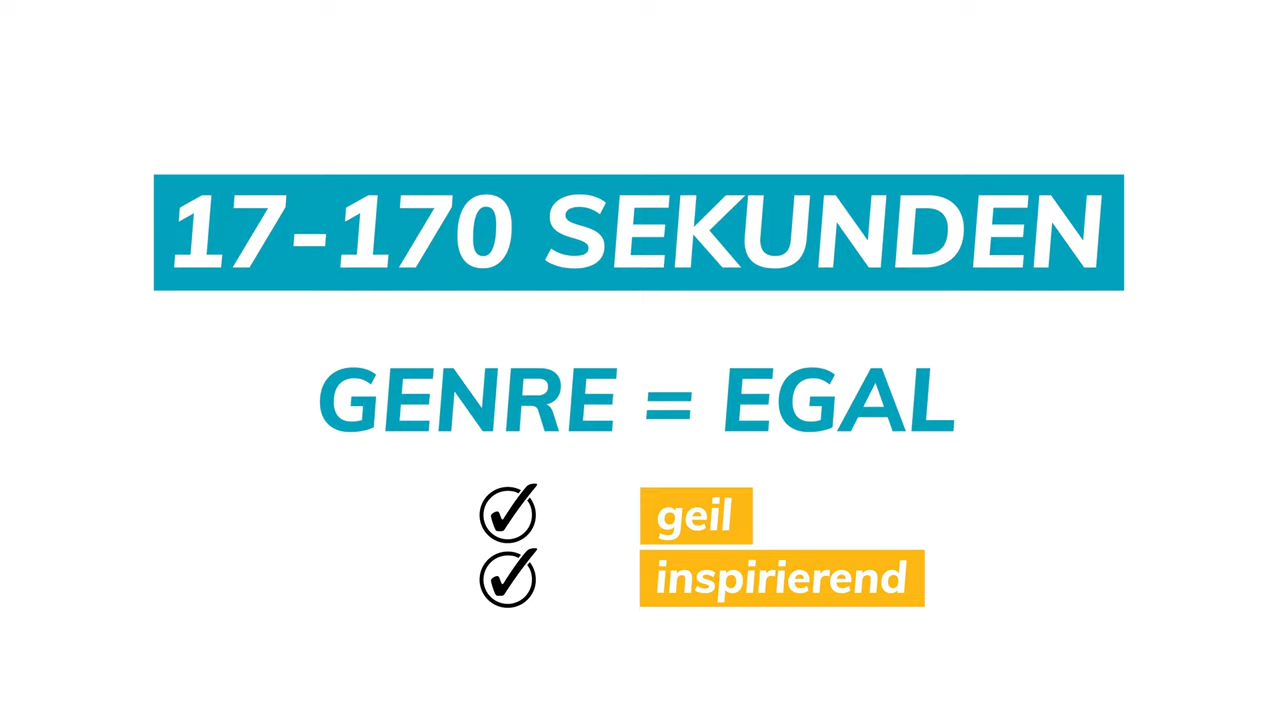 17-170 SEKUNDEN
GENRE = EGAL
geil
inspirierend